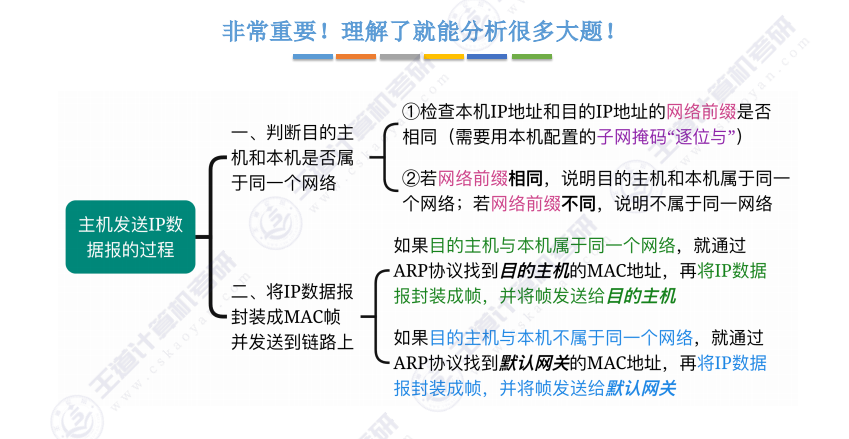 非常重要！理解了就能分析很多大题！
主机发送IP数
据报的过程
一、判断目的主
机和本机是否属
于同一个网络
①检查本机IP地址和目的IP地址的网络前缀是否
相同（需要用本机配置的子网掩码“逐位与”）
②若网络前缀相同，说明目的主机和本机属于同一
个网络；若网络前缀不同，说明不属于同一网络
二、将IP数据报
封装成MAC帧
并发送到链路上
如果目的主机与本机属于同一个网络，就通过
ARP协议找到目的主机的MAC地址，再将IP数据
报封装成帧，并将帧发送给目的主机
如果目的主机与本机不属于同一个网络，就通过
ARP协议找到默认网关的MAC地址，再将IP数据
报封装成帧，并将帧发送给默认网关
王道计算机考研
www.cskaoyan.com